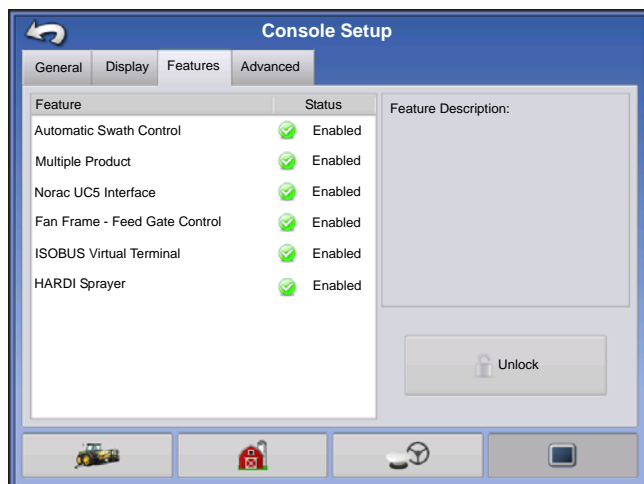 Console Setup
General Display Features Advanced
Feature Status
Automatic Swath Control Enabled
Multiple Product Enabled
Norac UC5 Interface Enabled
Fan Frame - Feed Gate Control Enabled
ISOBUS Virtual Terminal Enabled
HARDI Sprayer Enabled
Feature Description:
Unlock